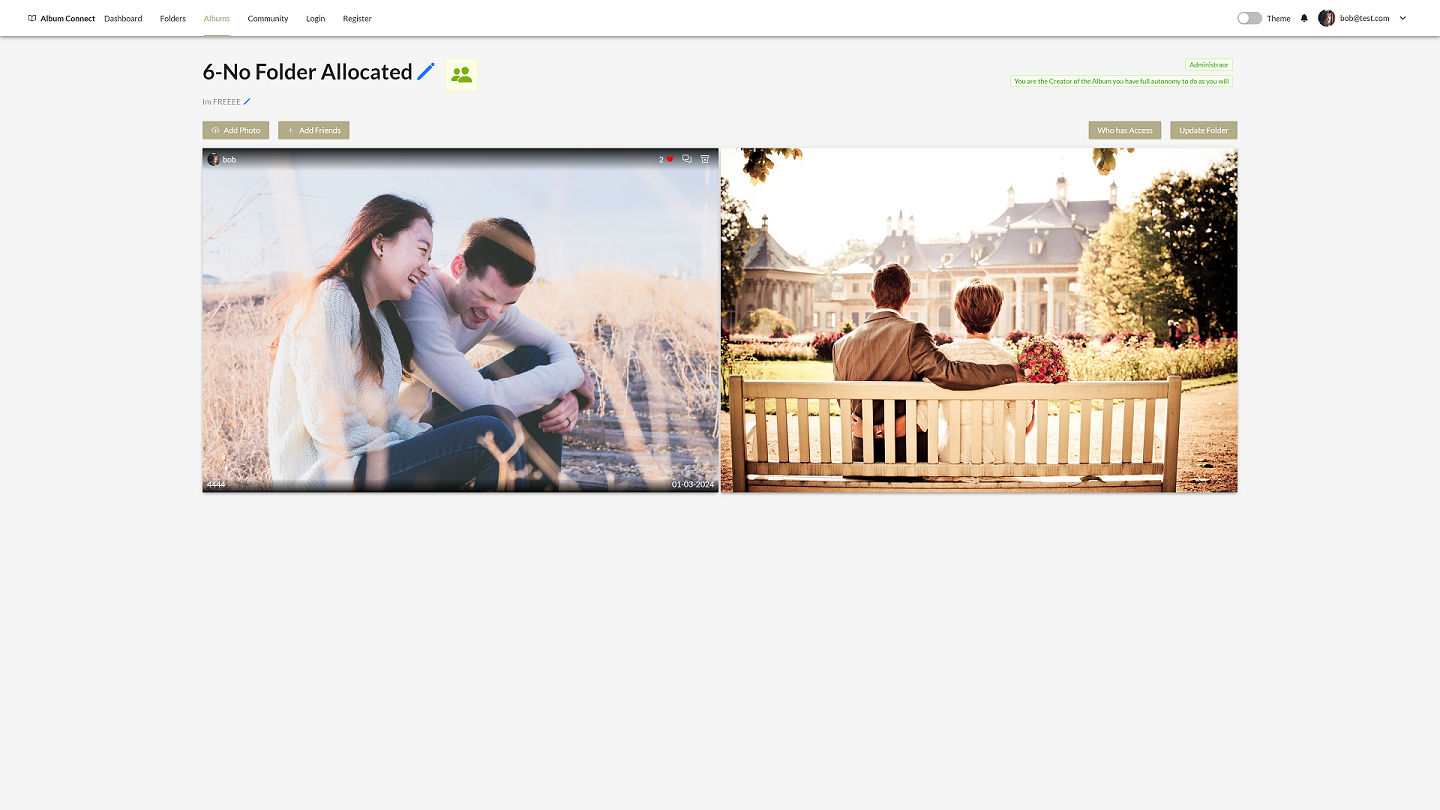 Album Connect Dashboard Folders Albums Community Login Register Theme bob@test.com
6-No Folder Allocated
Administraor
You are the Creator of the Album you have full autonomy to do as you will
Im FREEEE
Add Photo + Add Friends Who has Access Update Folder
bob 2
4444 01-03-2024